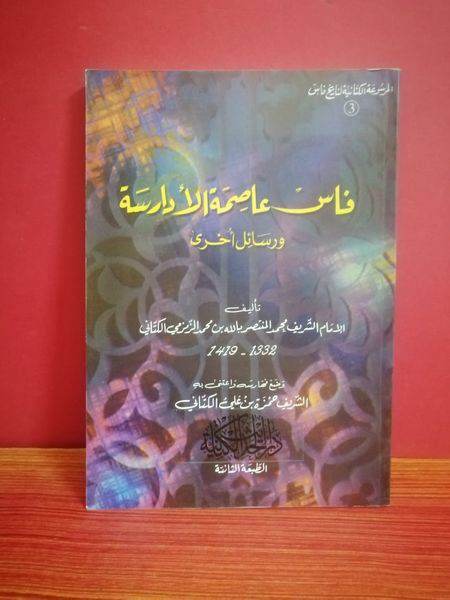 الموسوعة الكتانية لتاريخ فاس
3
فاس عاصمة الأدارسة
ورسائل أخرى
تأليف
الإمام الشريف محمد المنتصر بالله بن محمد الزمزمي الكتاني
1332 - 1419
وضع فهارسه واعتنى به
الشريف حمزة بن علي الكتاني
الطبعة الثانية